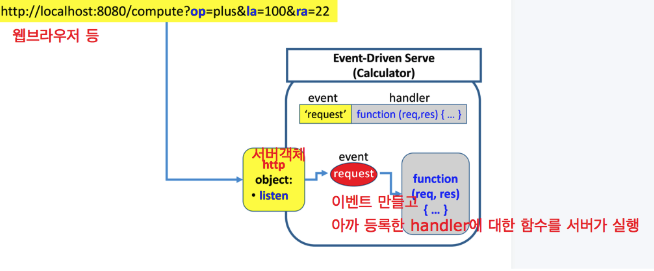 http://localhost:8080/compute?op=plus&la=100&ra=22
웹브라우저 등
Event-Driven Serve
(Calculator)
event handler
‘request’ function (req,res) { ... }
서버객체
http
object:
• listen
event
request
function
(req, res)
{ ... }
이벤트 만들고
아까 등록한 handler에 대한 함수를 서버가 실행